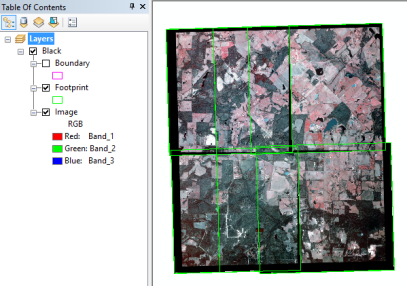 Table Of Contents
Layers
Black
Boundary
Footprint
Image
RGB
Red: Band_1
Green: Band_2
Blue: Band_3